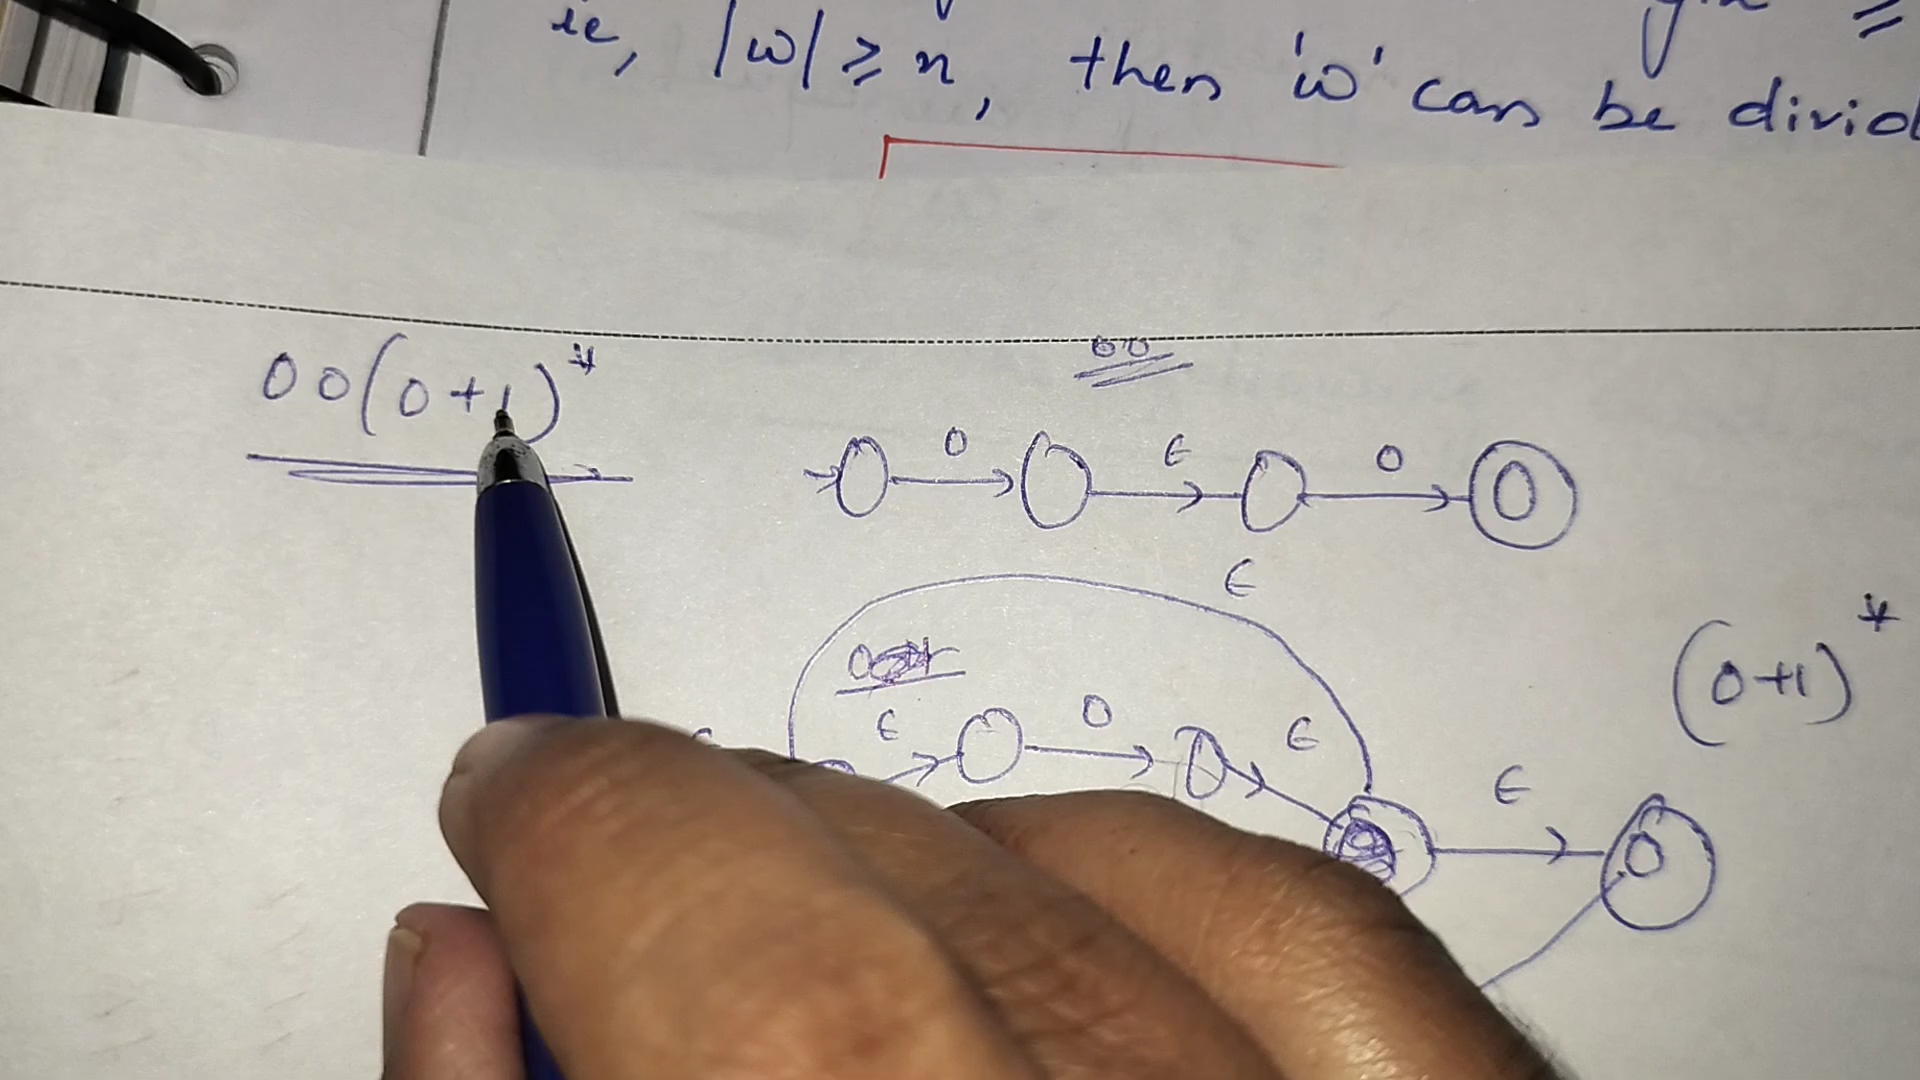 ie, |w| ≥ n, then 'w' can be divid
00(0+1)*
00
0 ε 0
ε
0
ε 0 ε
(0+1)*
ε